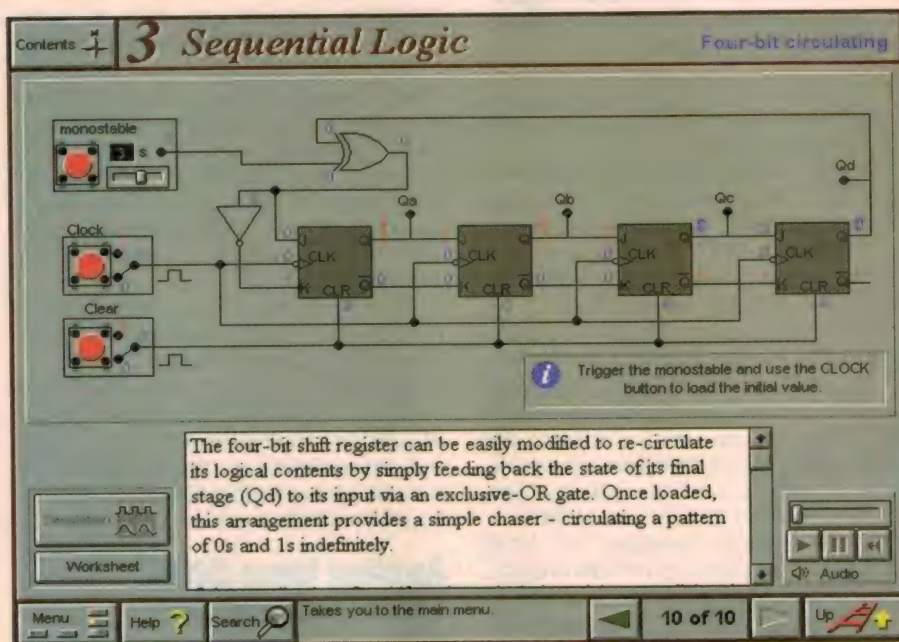 Contents
3 Sequential Logic
Four-bit circulating
monostable
s
Clock
Clear
Qa
Qb
Qc
Qd
J Q
CLK
K CLR Q̅
J Q
CLK
K CLR Q̅
J Q
CLK
K CLR Q̅
J Q
CLK
K CLR Q̅
i
Trigger the monostable and use the CLOCK
button to load the initial value.
The four-bit shift register can be easily modified to re-circulate
its logical contents by simply feeding back the state of its final
stage (Qd) to its input via an exclusive-OR gate. Once loaded,
this arrangement provides a simple chaser - circulating a pattern
of 0s and 1s indefinitely.
Worksheet
Audio
Menu
Help ?
Search
Takes you to the main menu.
10 of 10
Up